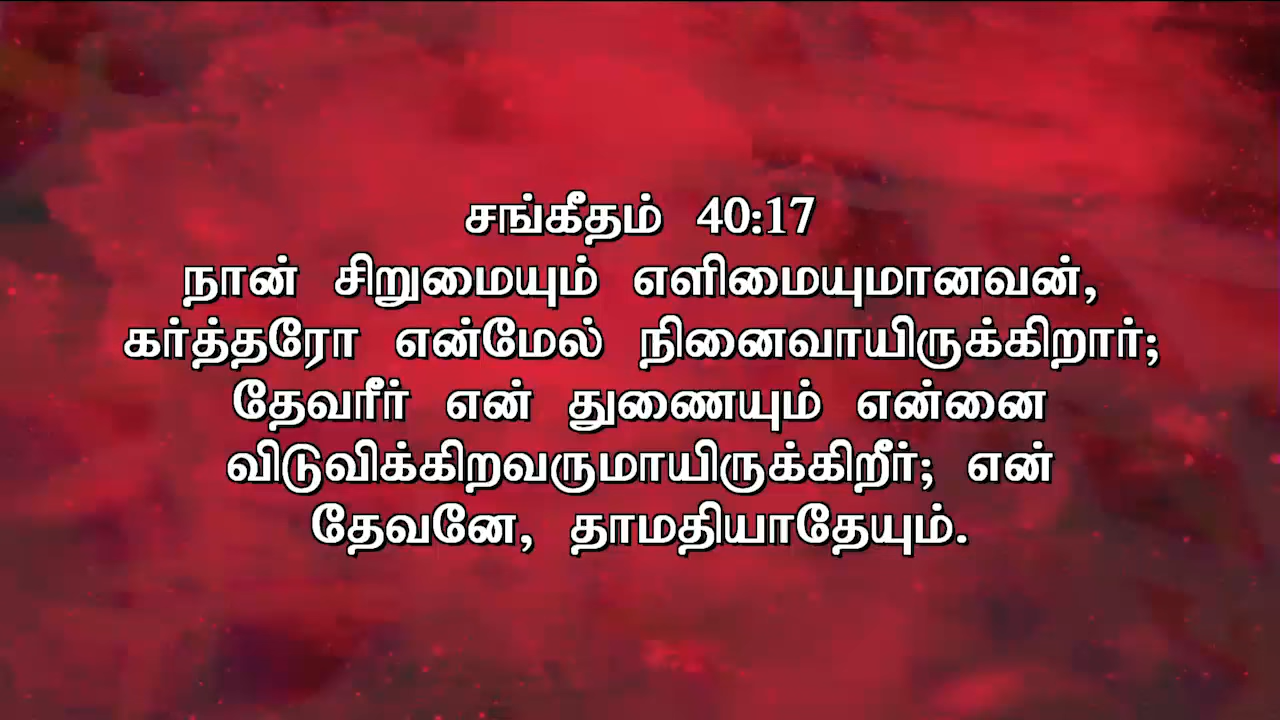 சங்கீதம் 40:17
நான் சிறுமையும் எளிமையுமானவன்,
கர்த்தரோ என்மேல் நினைவாயிருக்கிறார்;
தேவரீர் என் துணையும் என்னை
விடுவிக்கிறவருமாயிருக்கிறீர்; என்
தேவனே, தாமதியாதேயும்.